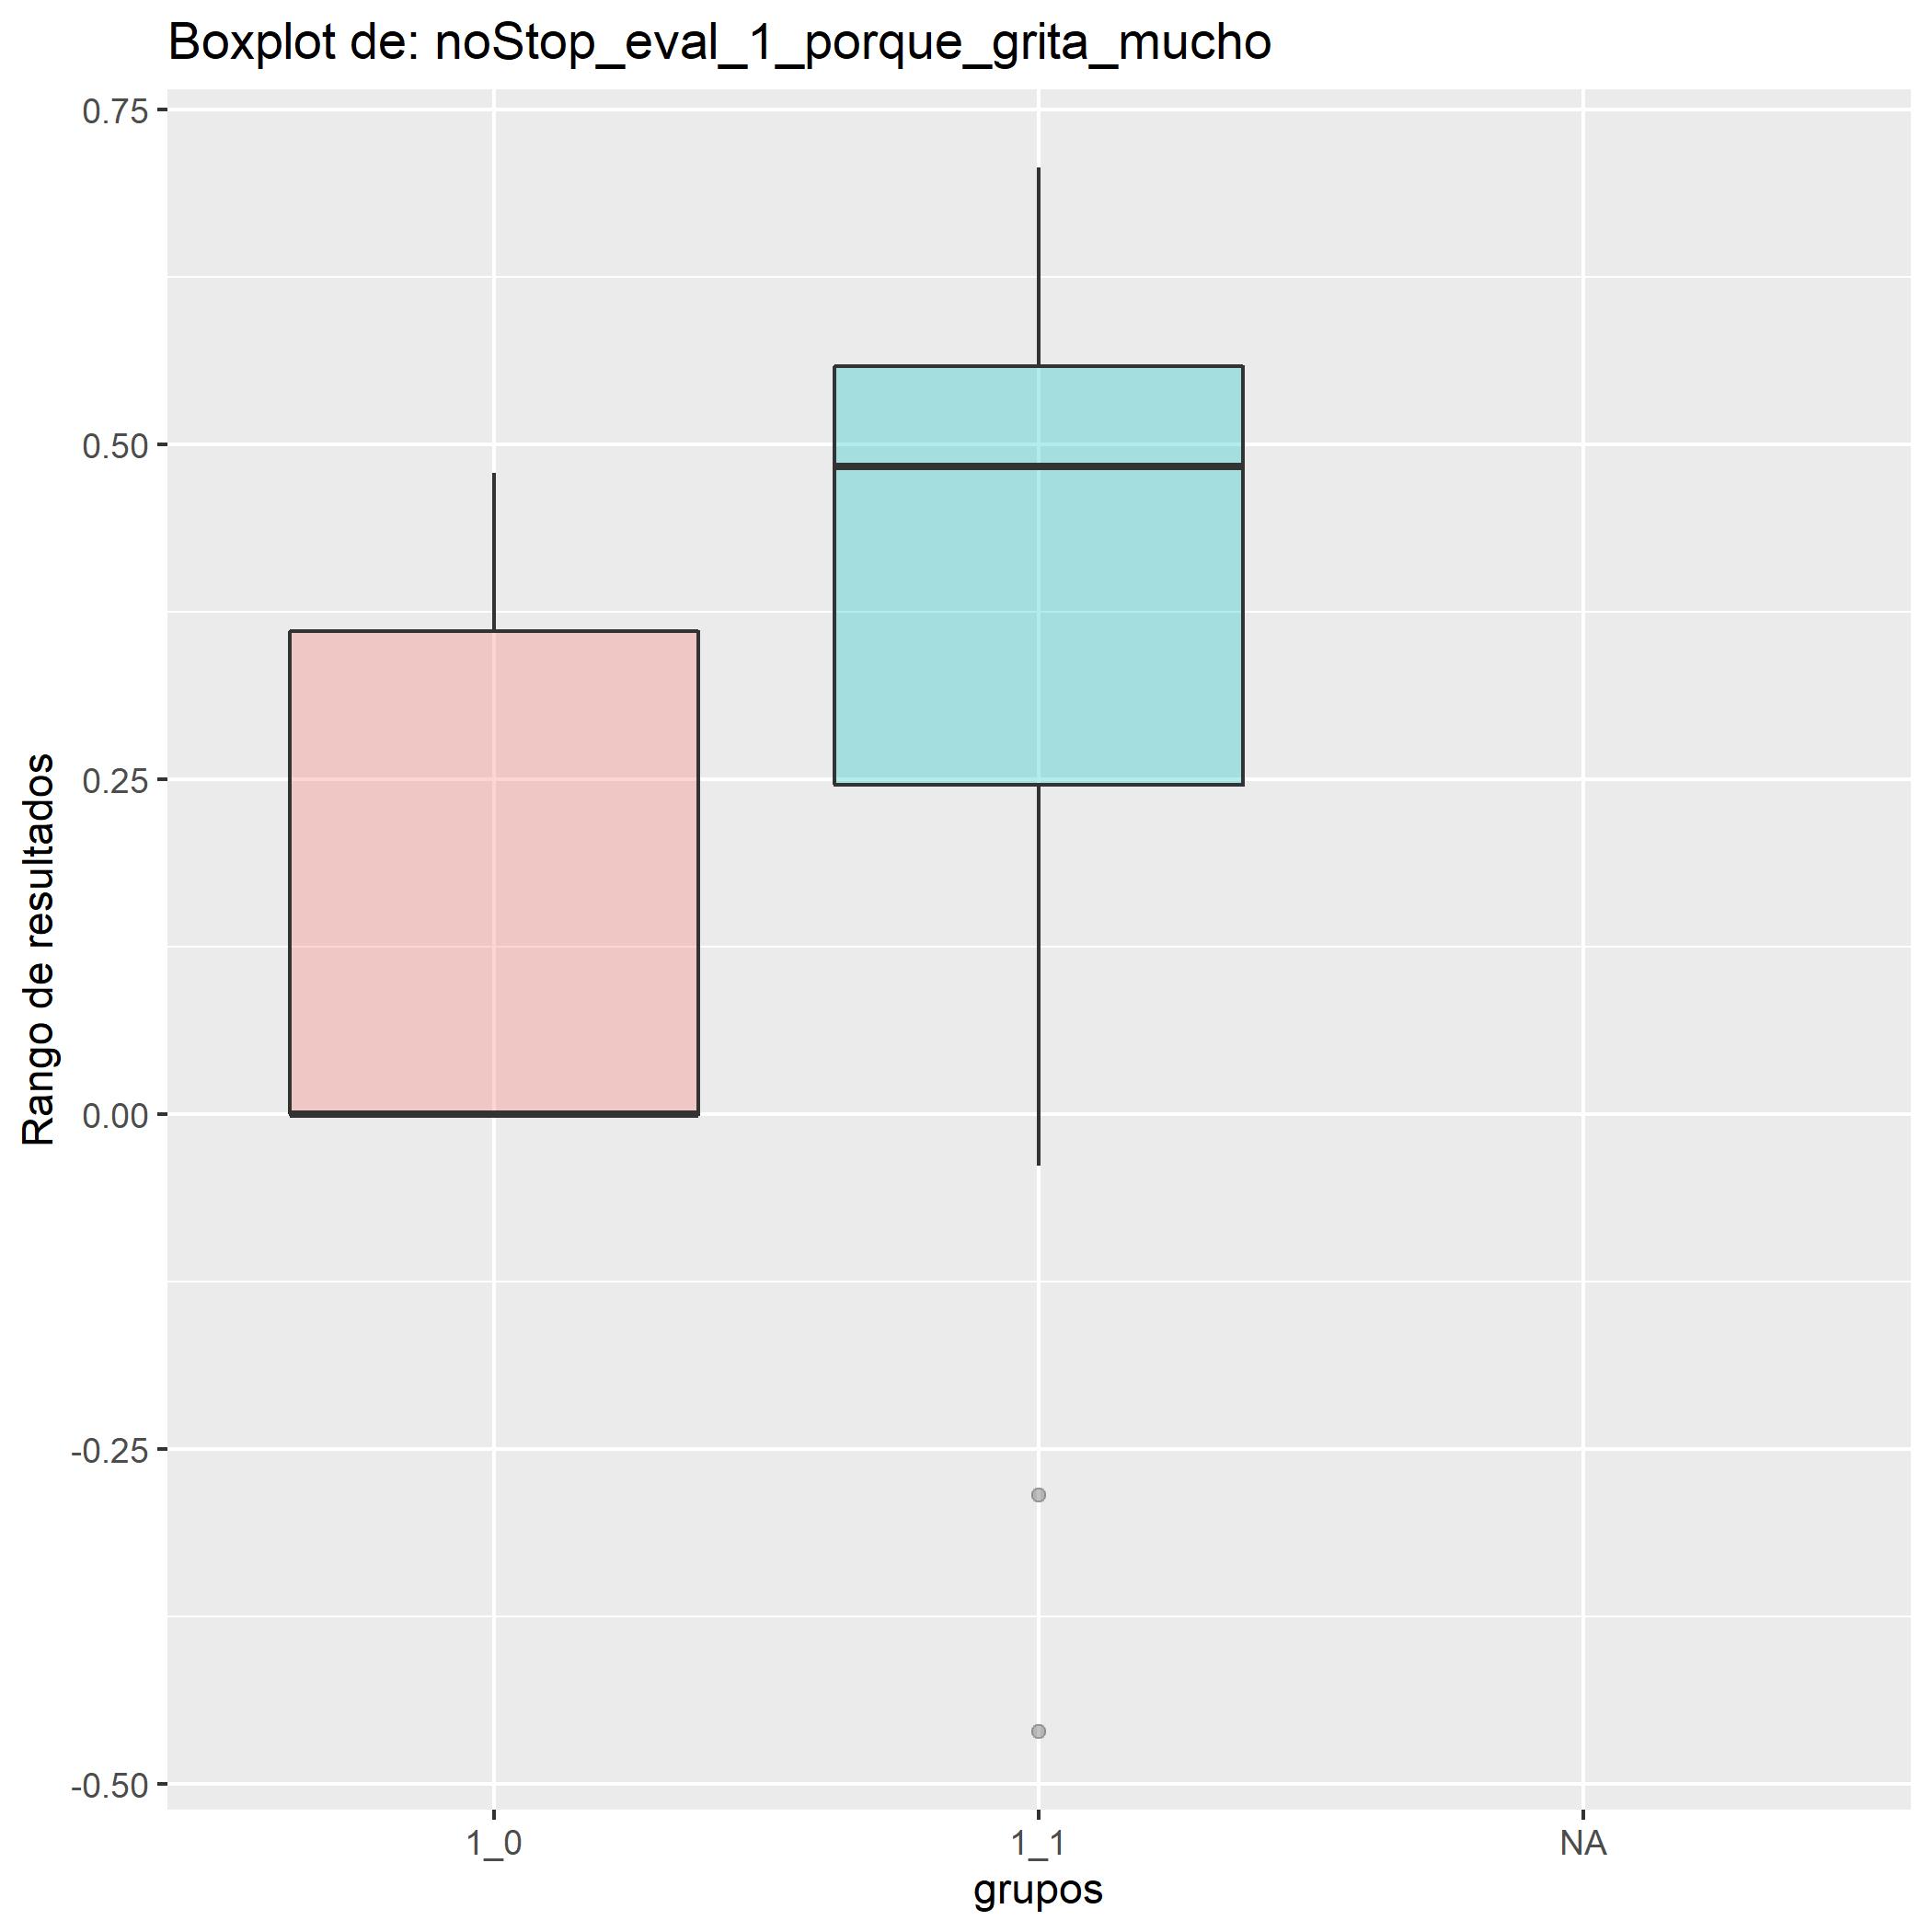 Boxplot de: noStop_eval_1_porque_grita_mucho
Rango de resultados
0.75
0.50
0.25
0.00
-0.25
-0.50
1_0 1_1 NA
grupos